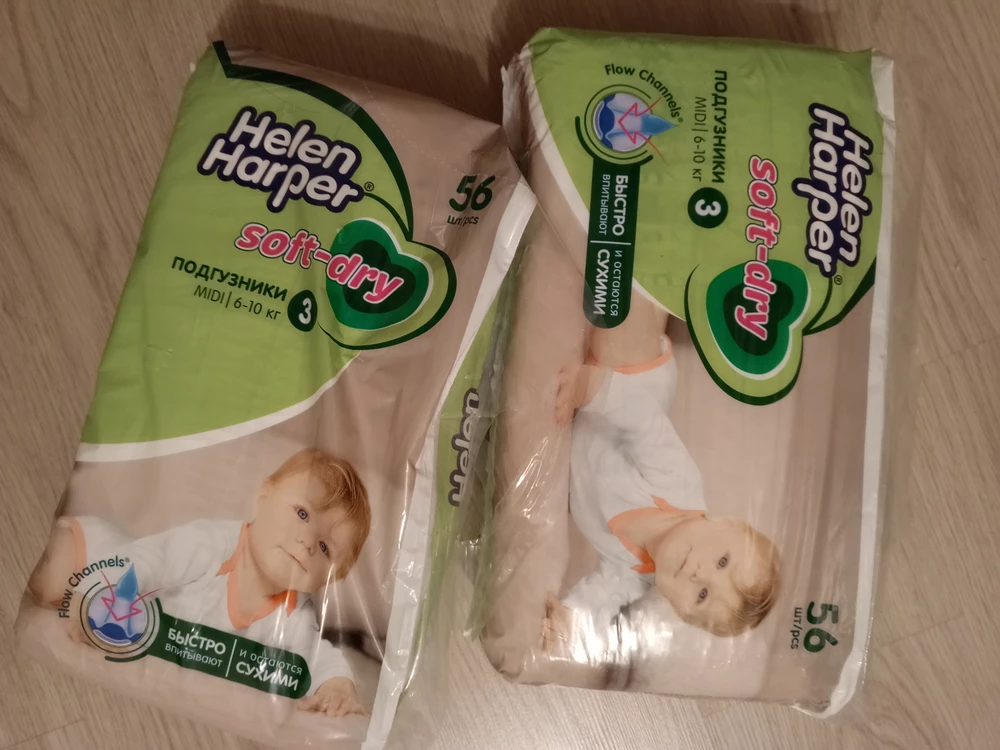 Helen
Harper®
soft-dry
ПОДГУЗНИКИ
MIDI | 6-10 КГ
3
56
шт/pcs
Flow Channels®
БЫСТРО
ВПИТЫВАЮТ
И ОСТАЮТСЯ
СУХИМИ
Helen
Helen
Harper®
soft-dry
ПОДГУЗНИКИ
MIDI | 6-10 КГ
3
Flow Channels®
БЫСТРО
ВПИТЫВАЮТ
И ОСТАЮТСЯ
СУХИМИ
56
шт/pcs